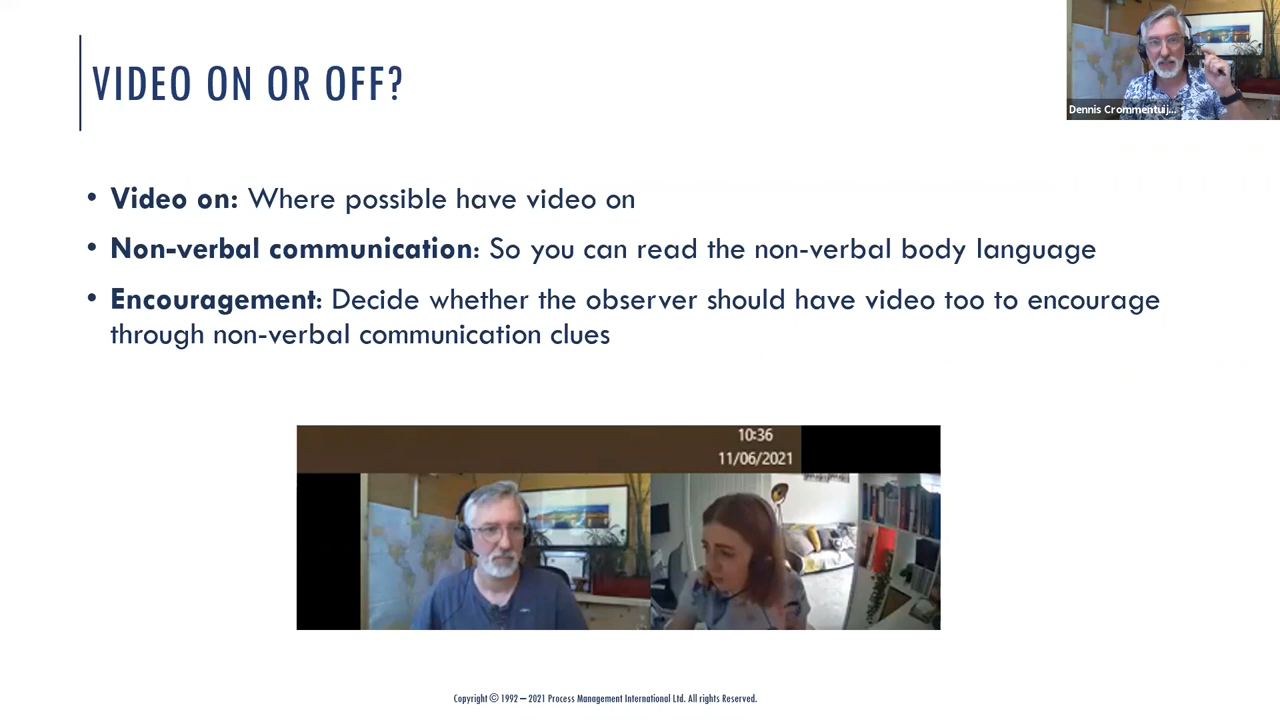 VIDEO ON OR OFF?
Dennis Crommentuij...
• Video on: Where possible have video on
• Non-verbal communication: So you can read the non-verbal body language
• Encouragement: Decide whether the observer should have video too to encourage
through non-verbal communication clues
10:36
11/06/2021
Copyright © 1992 – 2021 Process Management International Ltd. All rights Reserved.